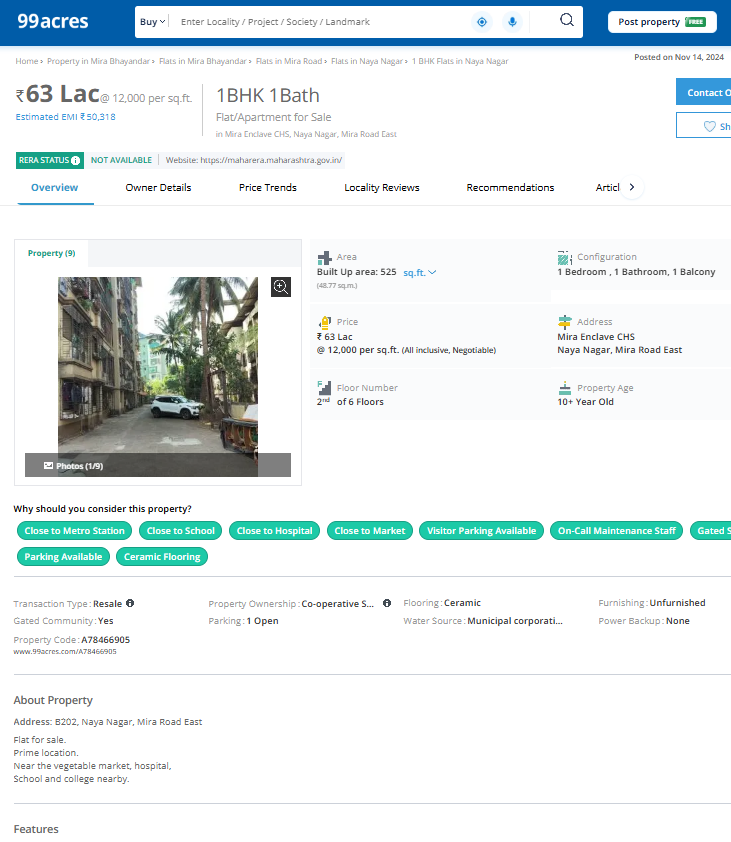 99acres
Buy Enter Locality / Project / Society / Landmark
Post property FREE
Home › Property in Mira Bhayandar › Flats in Mira Bhayandar › Flats in Mira Road › Flats in Naya Nagar › 1 BHK Flats in Naya Nagar
Posted on Nov 14, 2024
₹63 Lac @ 12,000 per sq.ft.
Estimated EMI ₹ 50,318
1BHK 1Bath
Flat/Apartment for Sale
in Mira Enclave CHS, Naya Nagar, Mira Road East
Contact O
Sh
RERA STATUS NOT AVAILABLE Website: https://maharera.maharashtra.gov.in/
Overview Owner Details Price Trends Locality Reviews Recommendations Articl
Property (9)
Photos (1/9)
Area
Built Up area: 525 sq.ft.
(48.77 sq.m.)
Configuration
1 Bedroom , 1 Bathroom, 1 Balcony
Price
₹ 63 Lac
@ 12,000 per sq.ft. (All inclusive, Negotiable)
Address
Mira Enclave CHS
Naya Nagar, Mira Road East
Floor Number
2nd of 6 Floors
Property Age
10+ Year Old
Why should you consider this property?
Close to Metro Station Close to School Close to Hospital Close to Market Visitor Parking Available On-Call Maintenance Staff Gated S
Parking Available Ceramic Flooring
Transaction Type : Resale Property Ownership : Co-operative S... Flooring : Ceramic Furnishing : Unfurnished
Gated Community : Yes Parking : 1 Open Water Source : Municipal corporati... Power Backup : None
Property Code : A78466905
www.99acres.com/A78466905
About Property
Address: B202, Naya Nagar, Mira Road East
Flat for sale.
Prime location.
Near the vegetable market, hospital,
School and college nearby.
Features